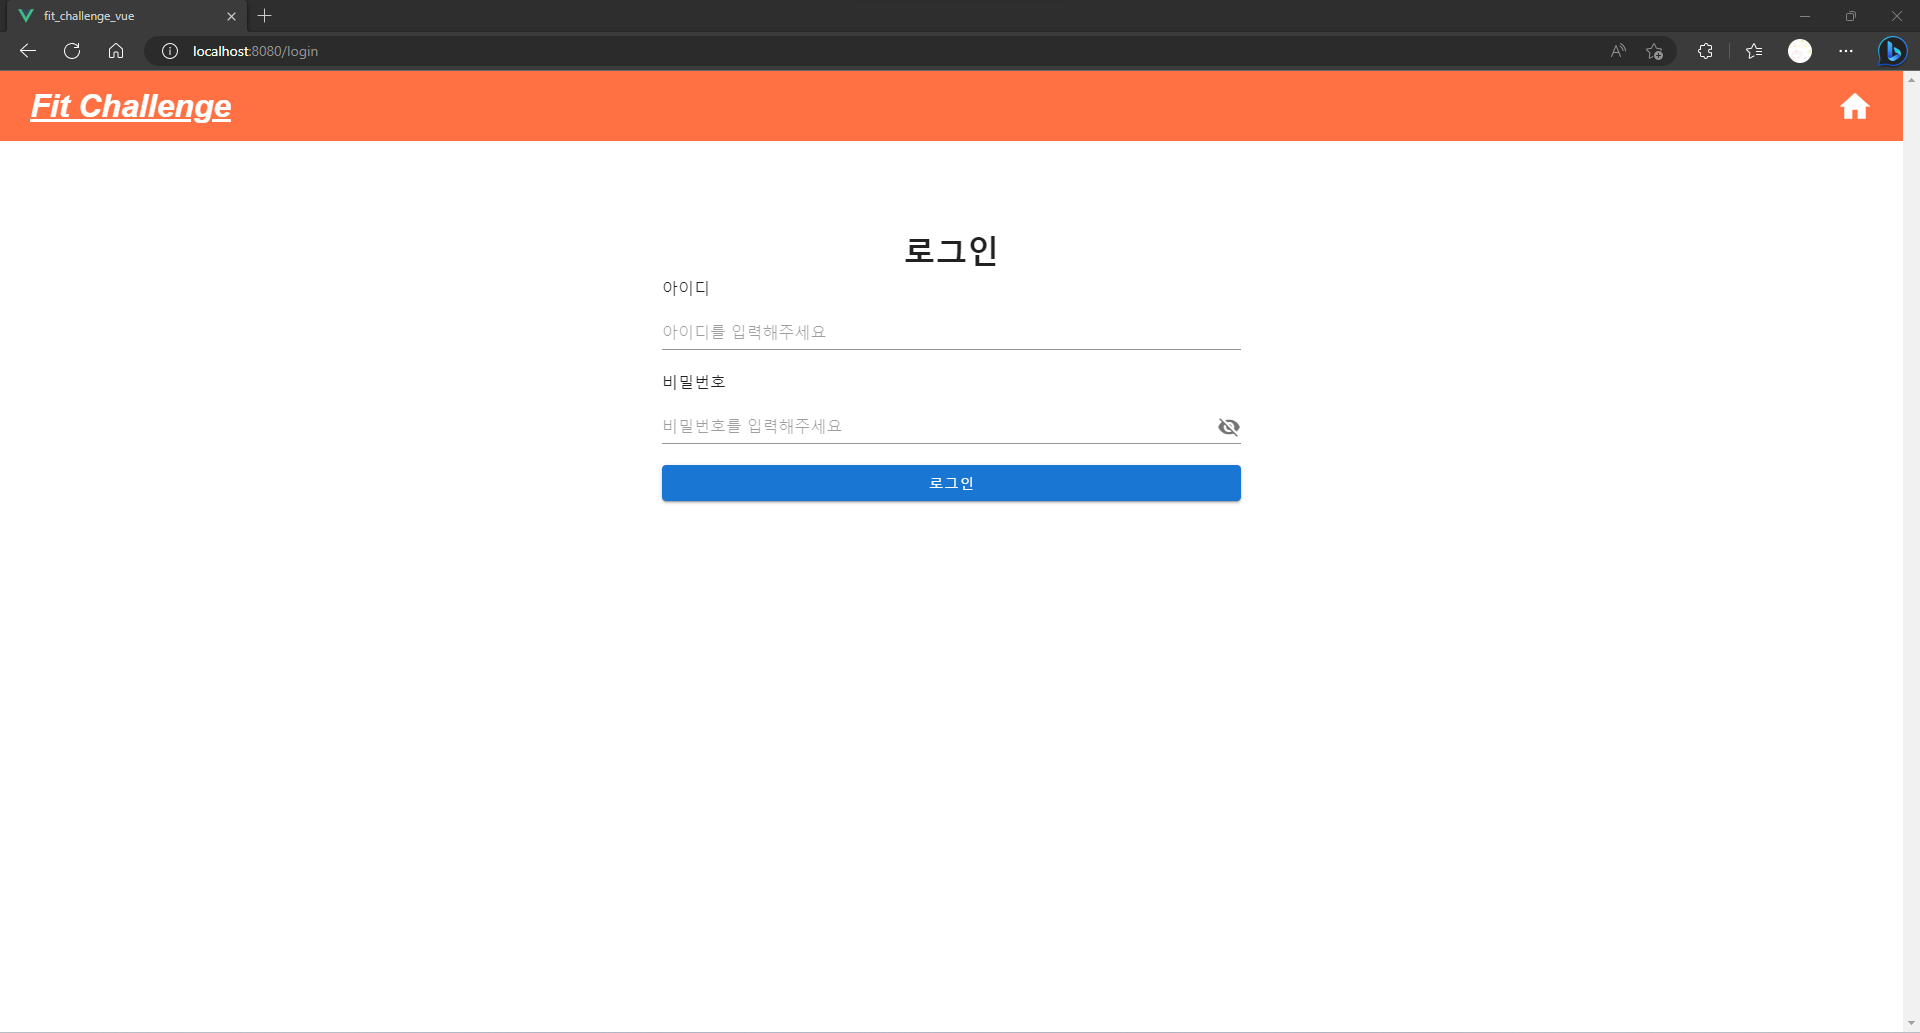 fit_challenge_vue
localhost:8080/login
Fit Challenge
로그인
아이디
아이디를 입력해주세요
비밀번호
비밀번호를 입력해주세요
로그인